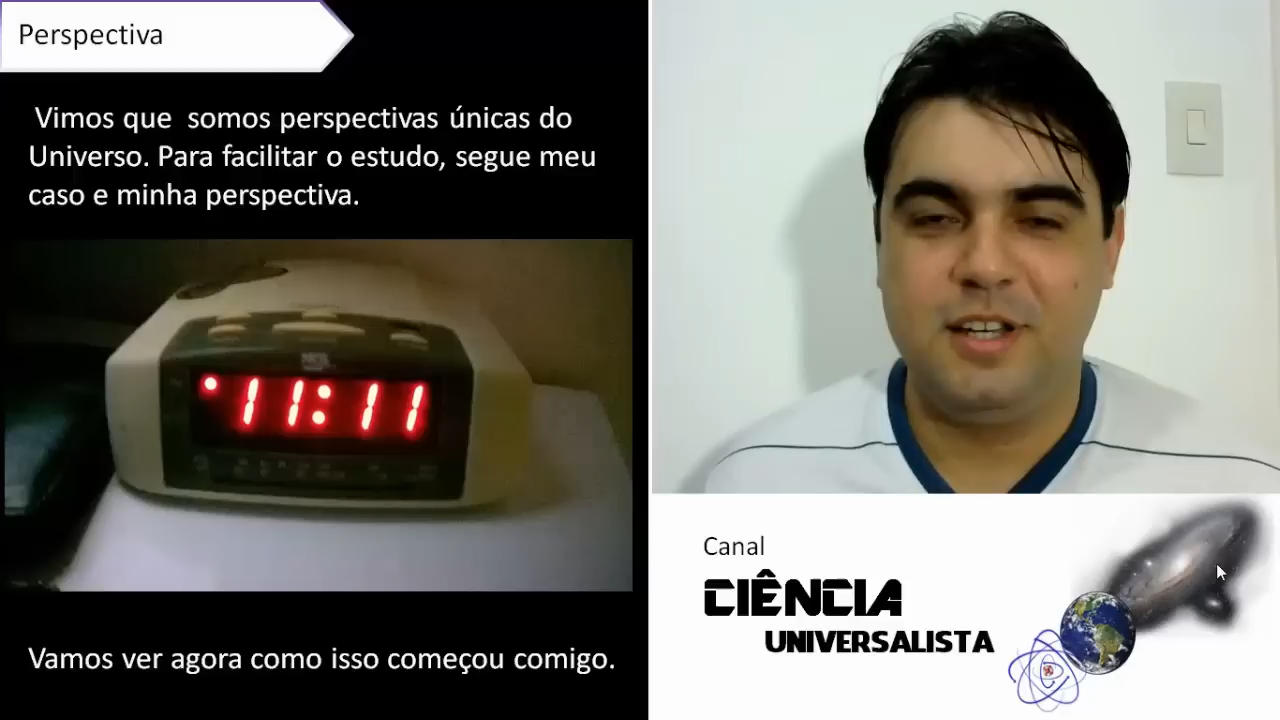 Perspectiva
Vimos que somos perspectivas únicas do
Universo. Para facilitar o estudo, segue meu
caso e minha perspectiva.
11:11
Vamos ver agora como isso começou comigo.
Canal
CIÊNCIA
UNIVERSALISTA